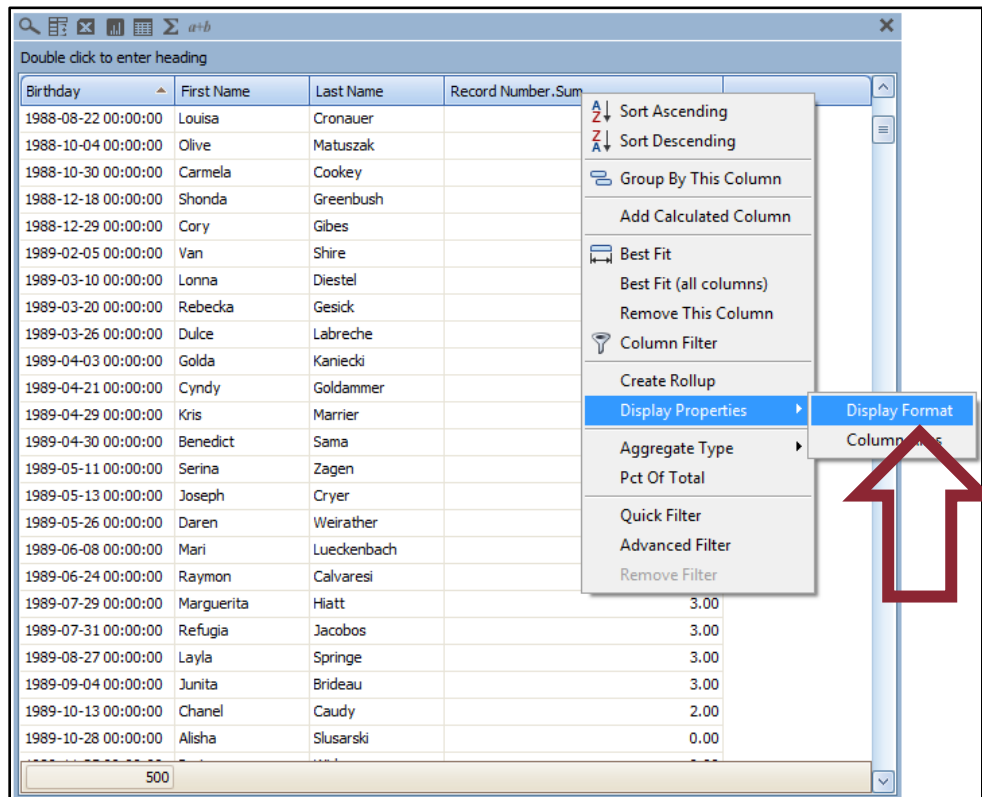 a+b
Double click to enter heading
Birthday First Name Last Name Record Number.Sum
1988-08-22 00:00:00 Louisa Cronauer
1988-10-04 00:00:00 Olive Matuszak
1988-10-30 00:00:00 Carmela Cookey
1988-12-18 00:00:00 Shonda Greenbush
1988-12-29 00:00:00 Cory Gibes
1989-02-05 00:00:00 Van Shire
1989-03-10 00:00:00 Lonna Diestel
1989-03-20 00:00:00 Rebecka Gesick
1989-03-26 00:00:00 Dulce Labreche
1989-04-03 00:00:00 Golda Kaniecki
1989-04-21 00:00:00 Cyndy Goldammer
1989-04-29 00:00:00 Kris Marrier
1989-04-30 00:00:00 Benedict Sama
1989-05-11 00:00:00 Serina Zagen
1989-05-13 00:00:00 Joseph Cryer
1989-05-26 00:00:00 Daren Weirather
1989-06-08 00:00:00 Mari Lueckenbach
1989-06-24 00:00:00 Raymon Calvaresi
1989-07-29 00:00:00 Marguerita Hiatt 3.00
1989-07-31 00:00:00 Refugia Jacobos 3.00
1989-08-27 00:00:00 Layla Springe 3.00
1989-09-04 00:00:00 Junita Brideau 3.00
1989-10-13 00:00:00 Chanel Caudy 2.00
1989-10-28 00:00:00 Alisha Slusarski 0.00
500
Sort Ascending
Sort Descending
Group By This Column
Add Calculated Column
Best Fit
Best Fit (all columns)
Remove This Column
Column Filter
Create Rollup
Display Properties
Aggregate Type
Pct Of Total
Quick Filter
Advanced Filter
Remove Filter
Display Format
Column